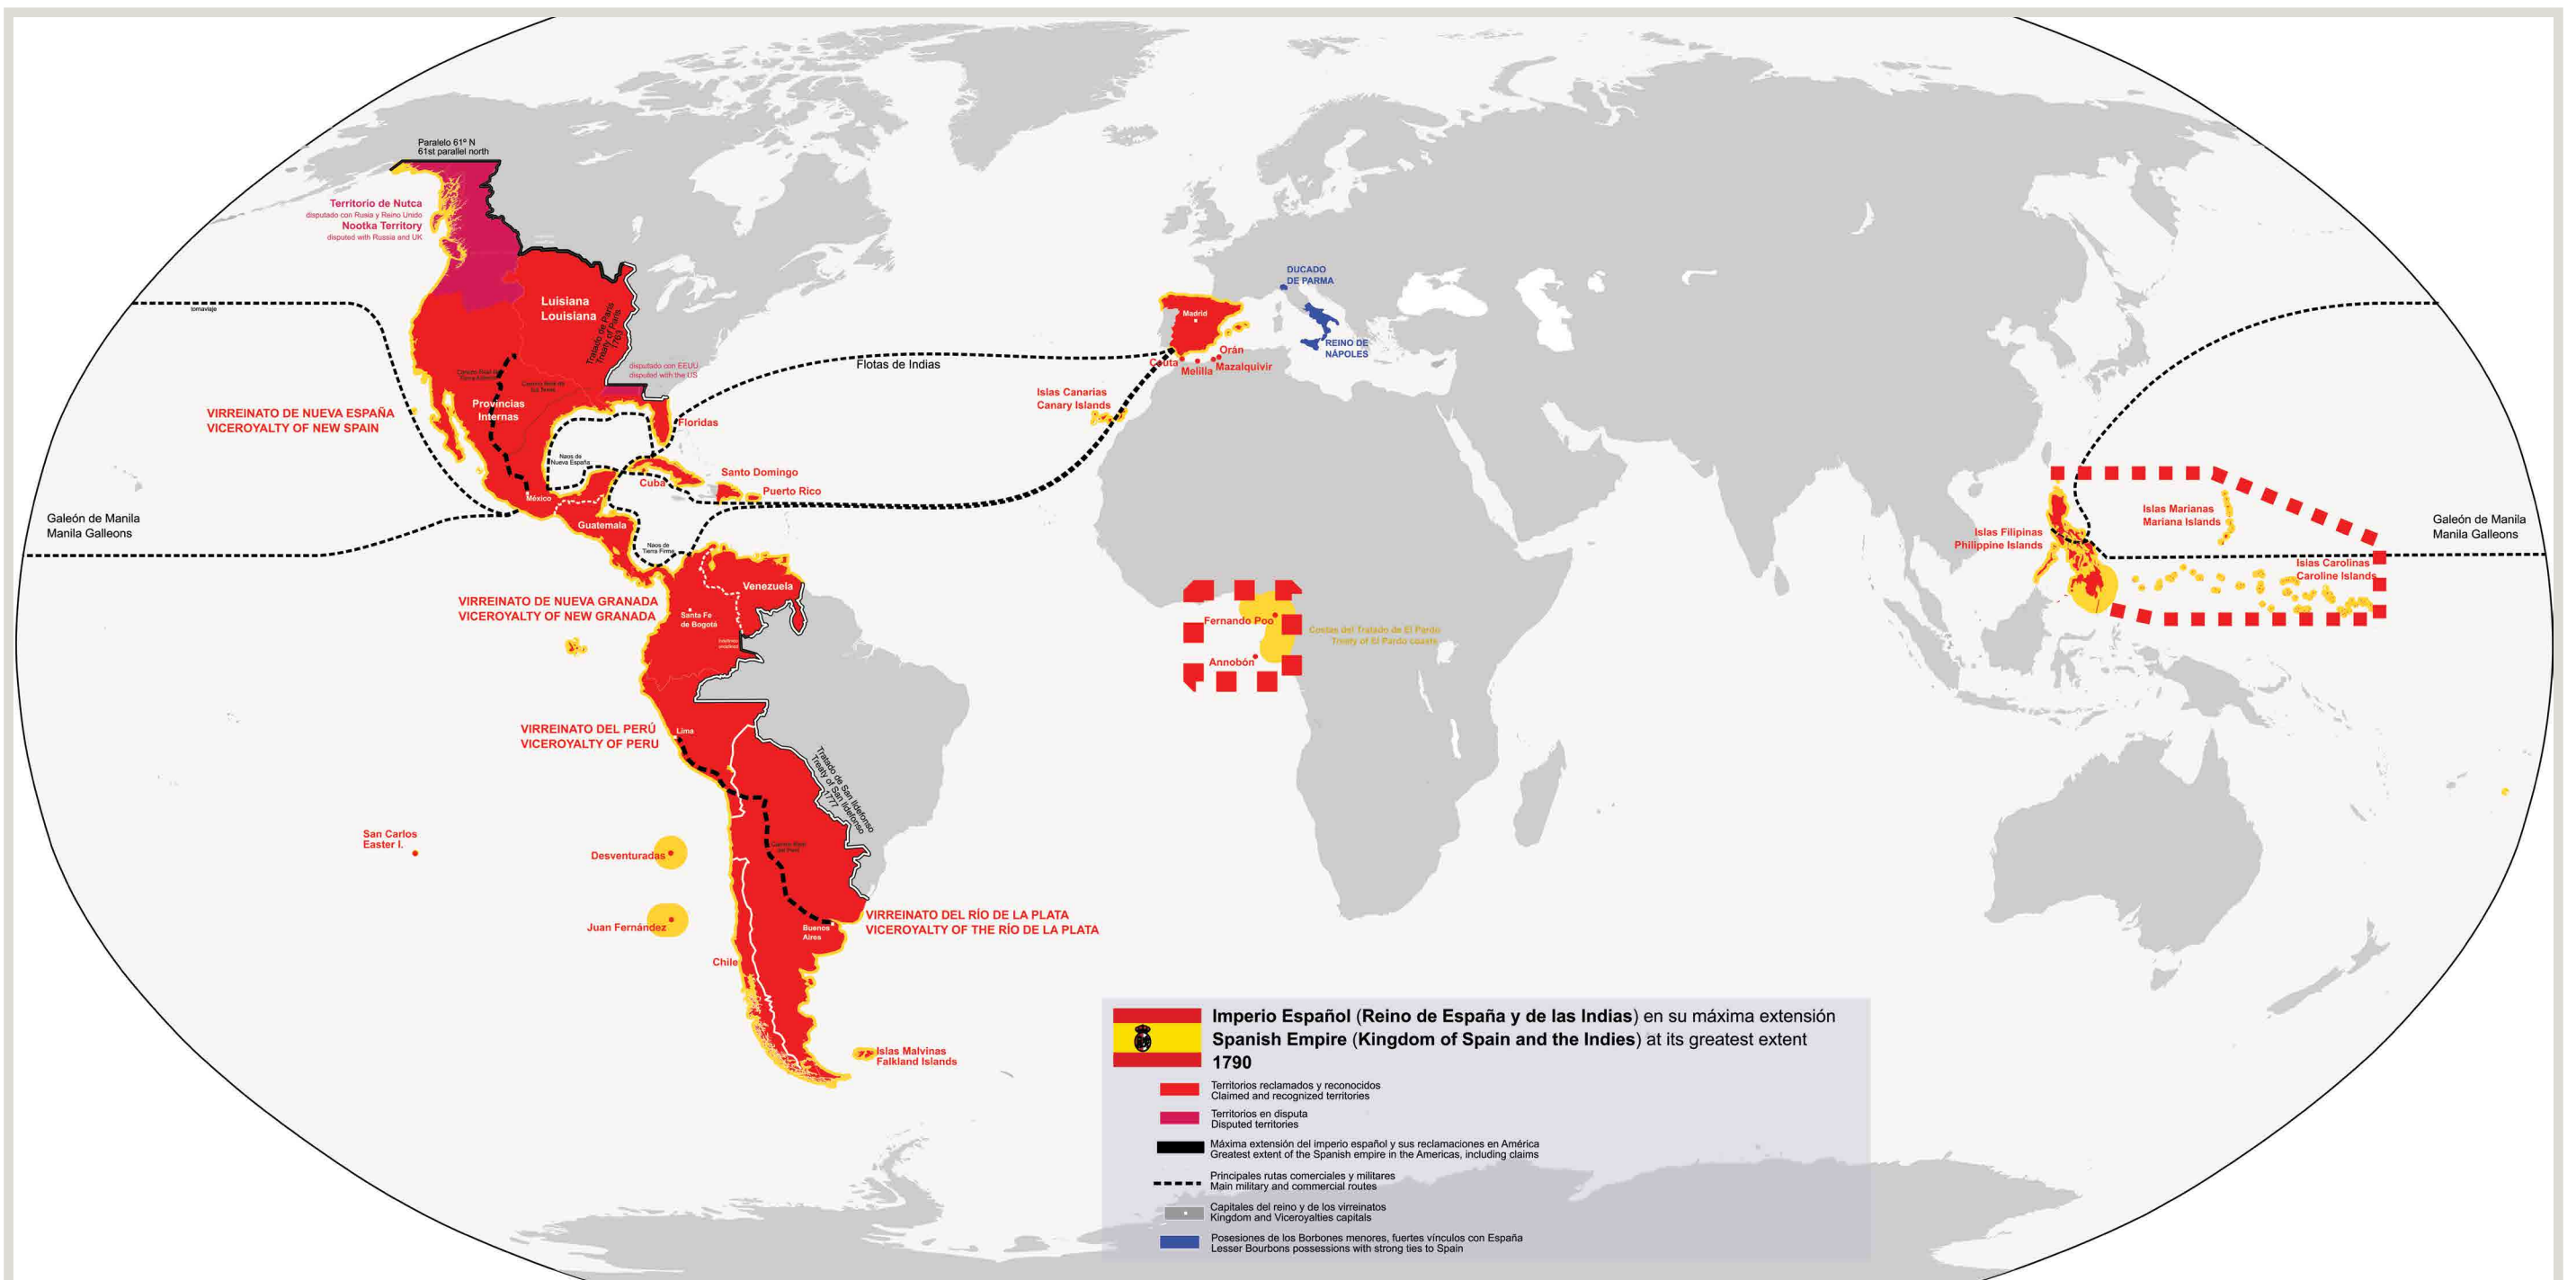 Paralelo 61º N
61st parallel north
Territorio de Nutca
disputado con Rusia y Reino Unido
Nootka Territory
disputed with Russia and UK
tornaviaje
Luisiana
Louisiana
Tratado de París
Treaty of Paris
1763
disputado con EEUU
disputed with the US
Provincias
Internas
VIRREINATO DE NUEVA ESPAÑA
VICEROYALTY OF NEW SPAIN
Floridas
Naos de
Nueva España
México
Cuba
Santo Domingo
Puerto Rico
Guatemala
Naos de
Tierra Firme
Galeón de Manila
Manila Galleons
Flotas de Indias
Madrid
Ceuta
Melilla
Orán
Mazalquivir
Islas Canarias
Canary Islands
DUCADO
DE PARMA
REINO DE
NÁPOLES
VIRREINATO DE NUEVA GRANADA
VICEROYALTY OF NEW GRANADA
Venezuela
Santa Fe
de Bogotá
VIRREINATO DEL PERÚ
VICEROYALTY OF PERU
Lima
Tratado de San Ildefonso
Treaty of San Ildefonso
1777
Camino Real
del Perú
San Carlos
Easter I.
Desventuradas
Juan Fernández
Chile
Buenos
Aires
VIRREINATO DEL RÍO DE LA PLATA
VICEROYALTY OF THE RÍO DE LA PLATA
Islas Malvinas
Falkland Islands
Fernando Poo
Annobón
Costas del Tratado de El Pardo
Treaty of El Pardo coasts
Islas Filipinas
Philippine Islands
Islas Marianas
Mariana Islands
Islas Carolinas
Caroline Islands
Galeón de Manila
Manila Galleons
Imperio Español (Reino de España y de las Indias) en su máxima extensión
Spanish Empire (Kingdom of Spain and the Indies) at its greatest extent
1790
Territorios reclamados y reconocidos
Claimed and recognized territories
Territorios en disputa
Disputed territories
Máxima extensión del imperio español y sus reclamaciones en América
Greatest extent of the Spanish empire in the Americas, including claims
Principales rutas comerciales y militares
Main military and commercial routes
Capitales del reino y de los virreinatos
Kingdom and Viceroyalties capitals
Posesiones de los Borbones menores, fuertes vínculos con España
Lesser Bourbons possessions with strong ties to Spain